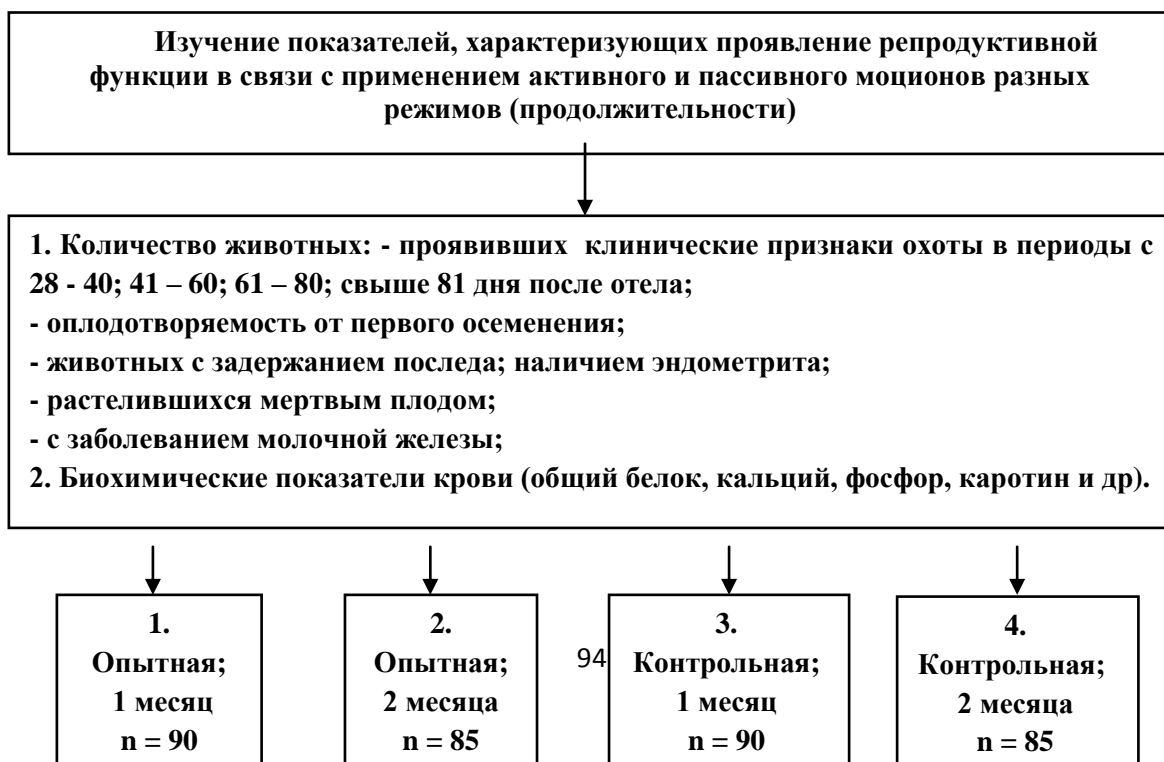 Изучение показателей, характеризующих проявление репродуктивной
функции в связи с применением активного и пассивного моционов разных
режимов (продолжительности)
1. Количество животных: - проявивших клинические признаки охоты в периоды с
28 - 40; 41 – 60; 61 – 80; свыше 81 дня после отела;
- оплодотворяемость от первого осеменения;
- животных с задержанием последа; наличием эндометрита;
- растелившихся мертвым плодом;
- с заболеванием молочной железы;
2. Биохимические показатели крови (общий белок, кальций, фосфор, каротин и др).
1.
Опытная;
1 месяц
n = 90
2.
Опытная;
2 месяца
n = 85
94
3.
Контрольная;
1 месяц
n = 90
4.
Контрольная;
2 месяца
n = 85